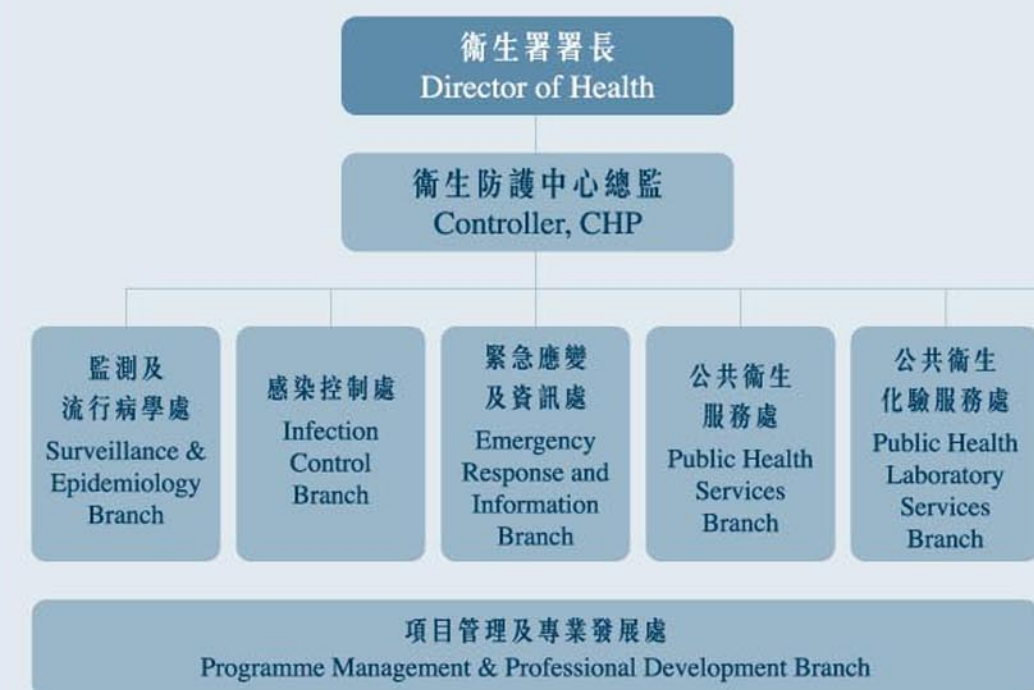 衞生署署長
Director of Health
衞生防護中心總監
Controller, CHP
監測及
流行病學處
Surveillance &
Epidemiology
Branch
感染控制處
Infection
Control
Branch
緊急應變
及資訊處
Emergency
Response and
Information
Branch
公共衞生
服務處
Public Health
Services
Branch
公共衞生
化驗服務處
Public Health
Laboratory
Services
Branch
項目管理及專業發展處
Programme Management & Professional Development Branch